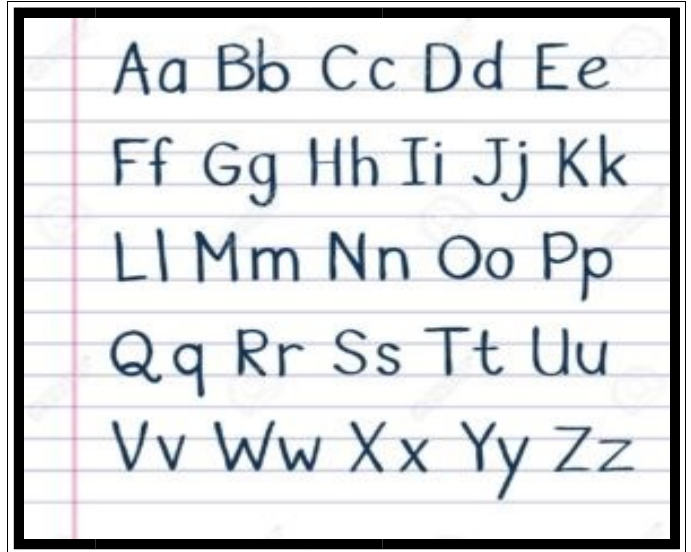 Aa Bb Cc Dd Ee
Ff Gg Hh Ii Jj Kk
Ll Mm Nn Oo Pp
Qq Rr Ss Tt Uu
Vv Ww Xx Yy Zz